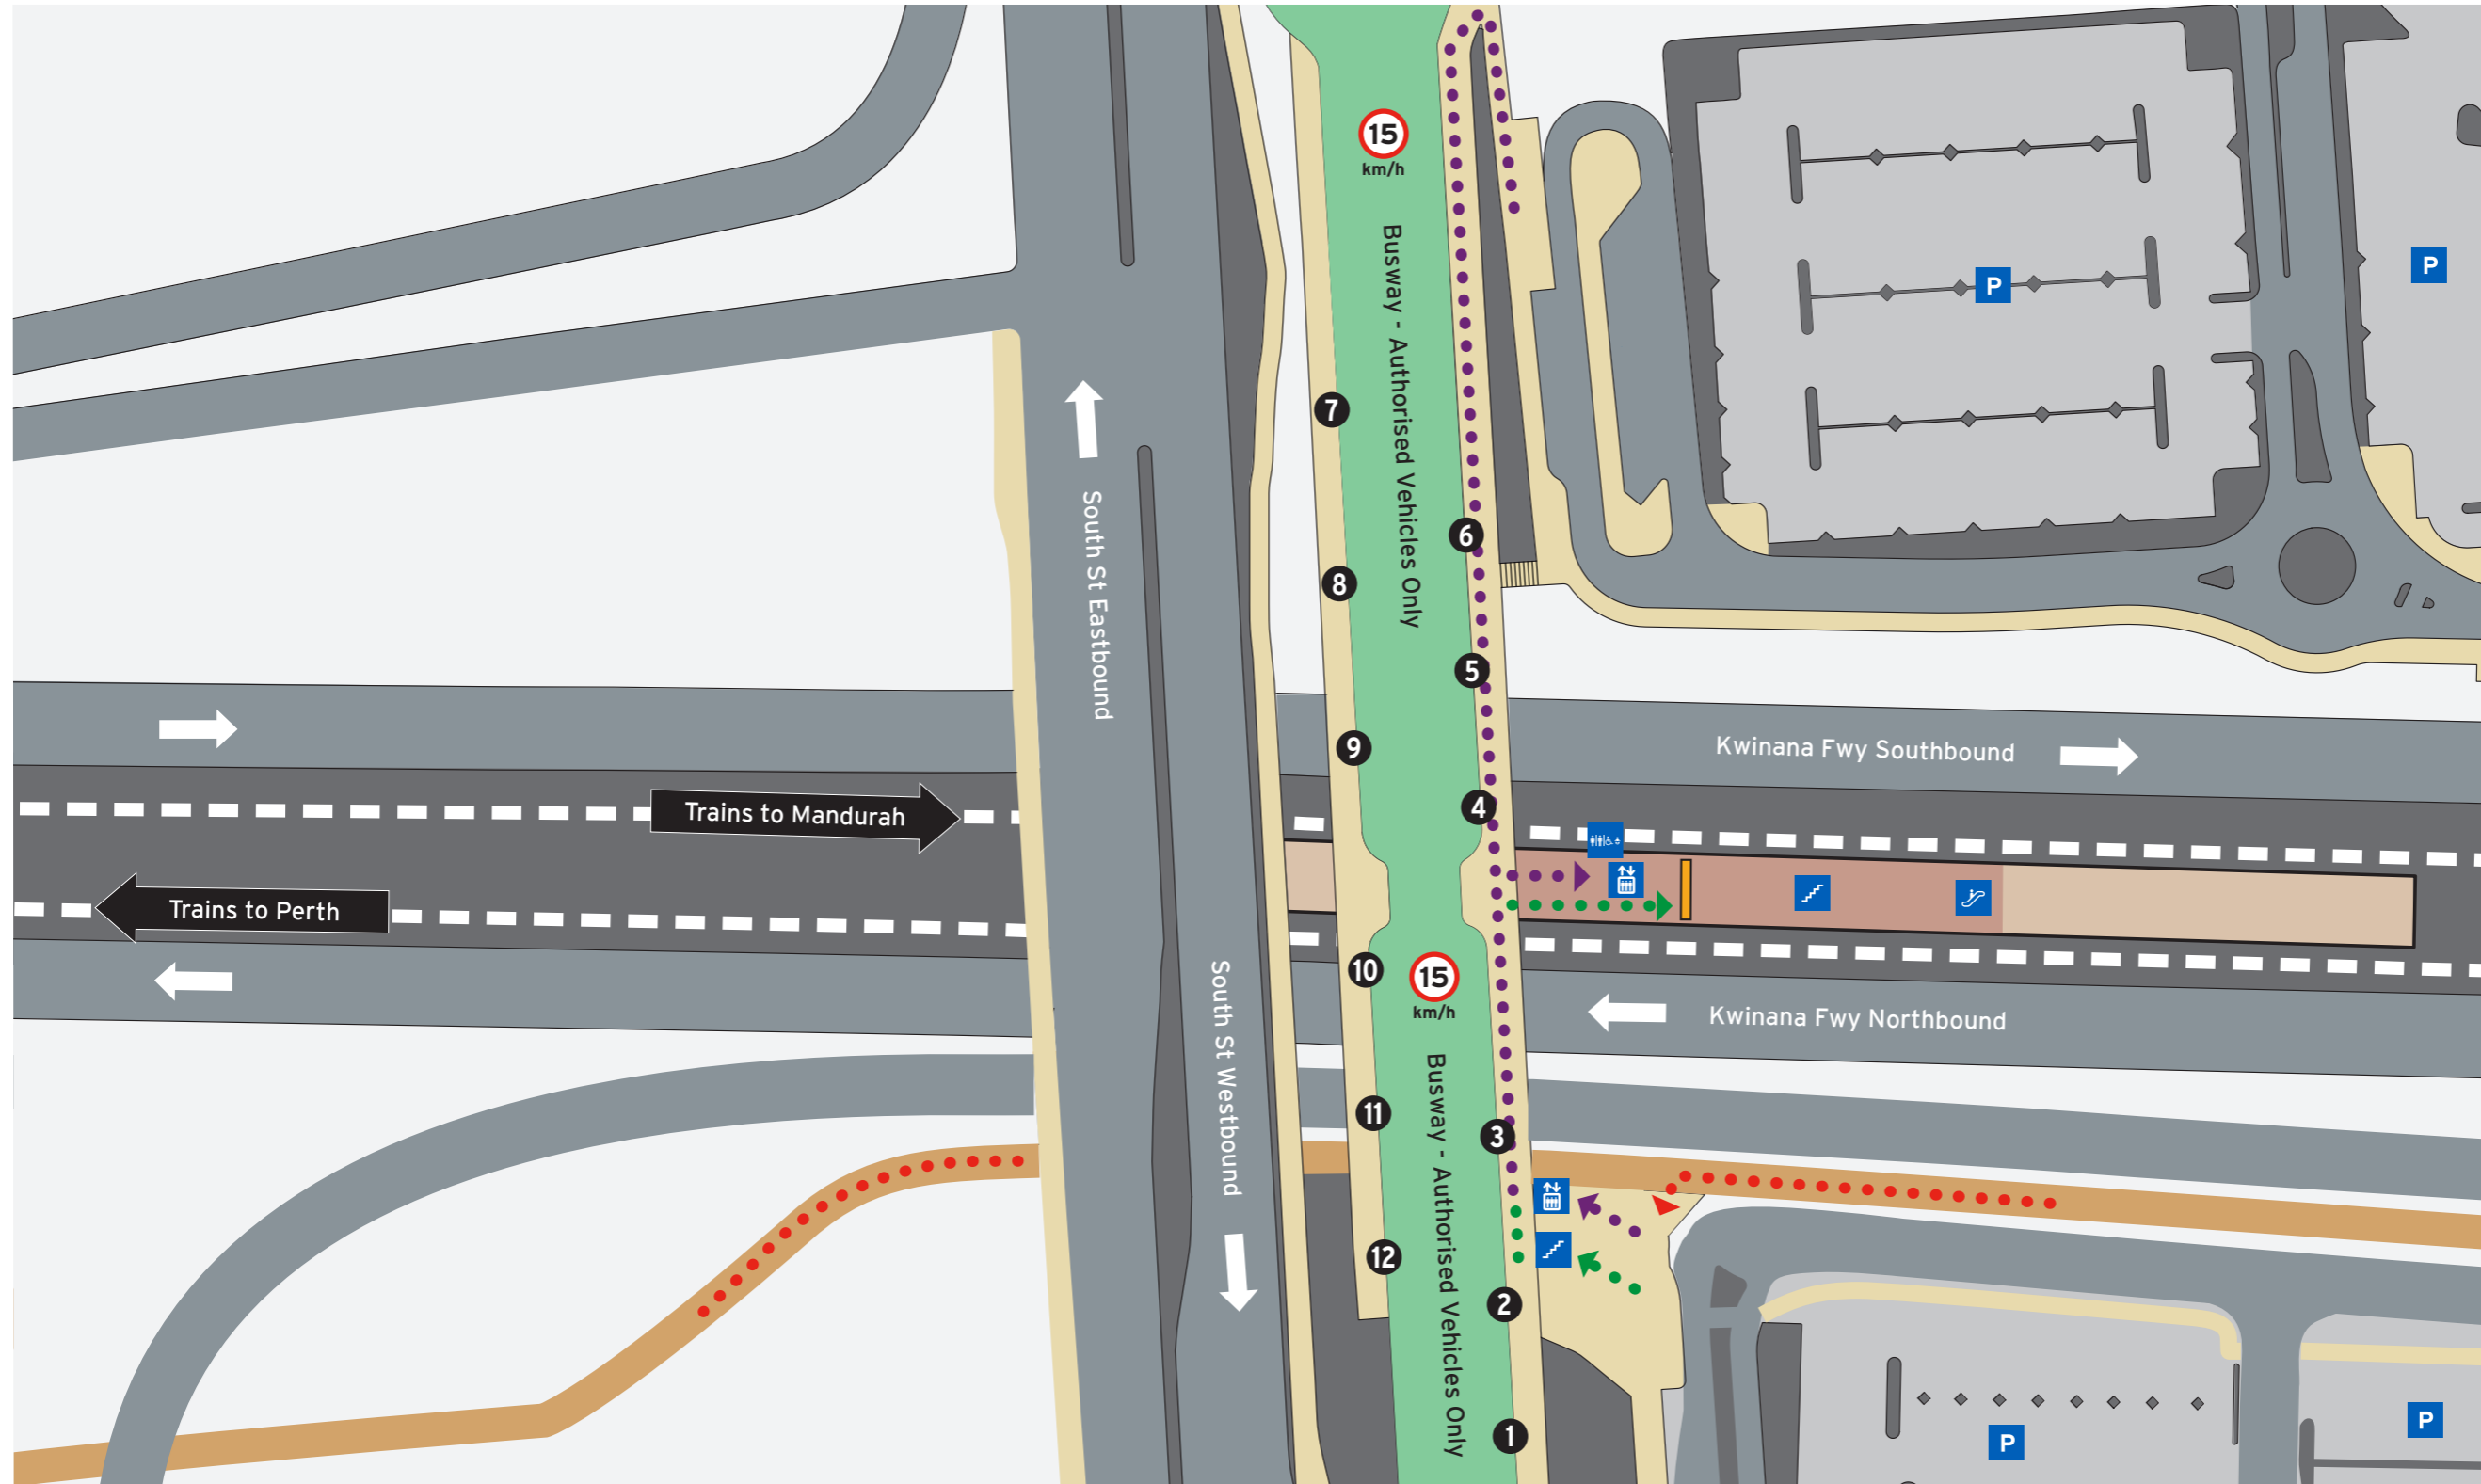 15
km/h
P
P
Busway - Authorised Vehicles Only
7
6
8
South St Eastbound
5
9
Kwinana Fwy Southbound
4
Trains to Mandurah
Trains to Perth
10
15
km/h
South St Westbound
Kwinana Fwy Northbound
11
3
Busway - Authorised Vehicles Only
12
2
1
P
P